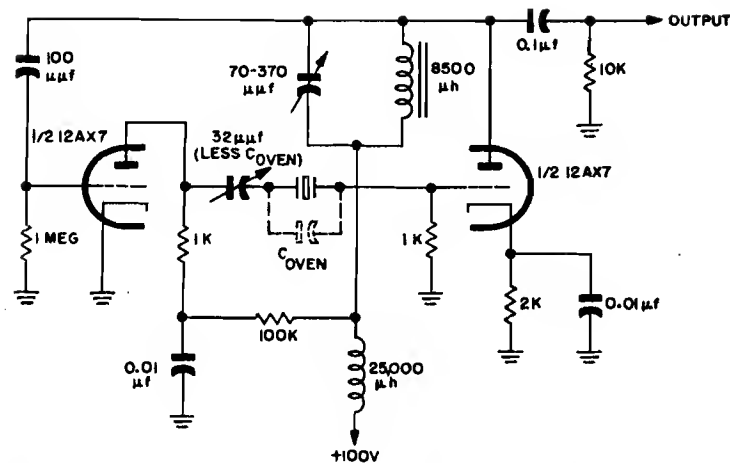 OUTPUT
0.1µf
10K
100
µµf
70-370
µµf
8500
µh
1/2 12AX7
32µµf
(LESS COVEN)
1/2 12AX7
1 MEG
1K
COVEN
1K
2K
0.01µf
100K
0.01
µf
25,000
µh
+100V